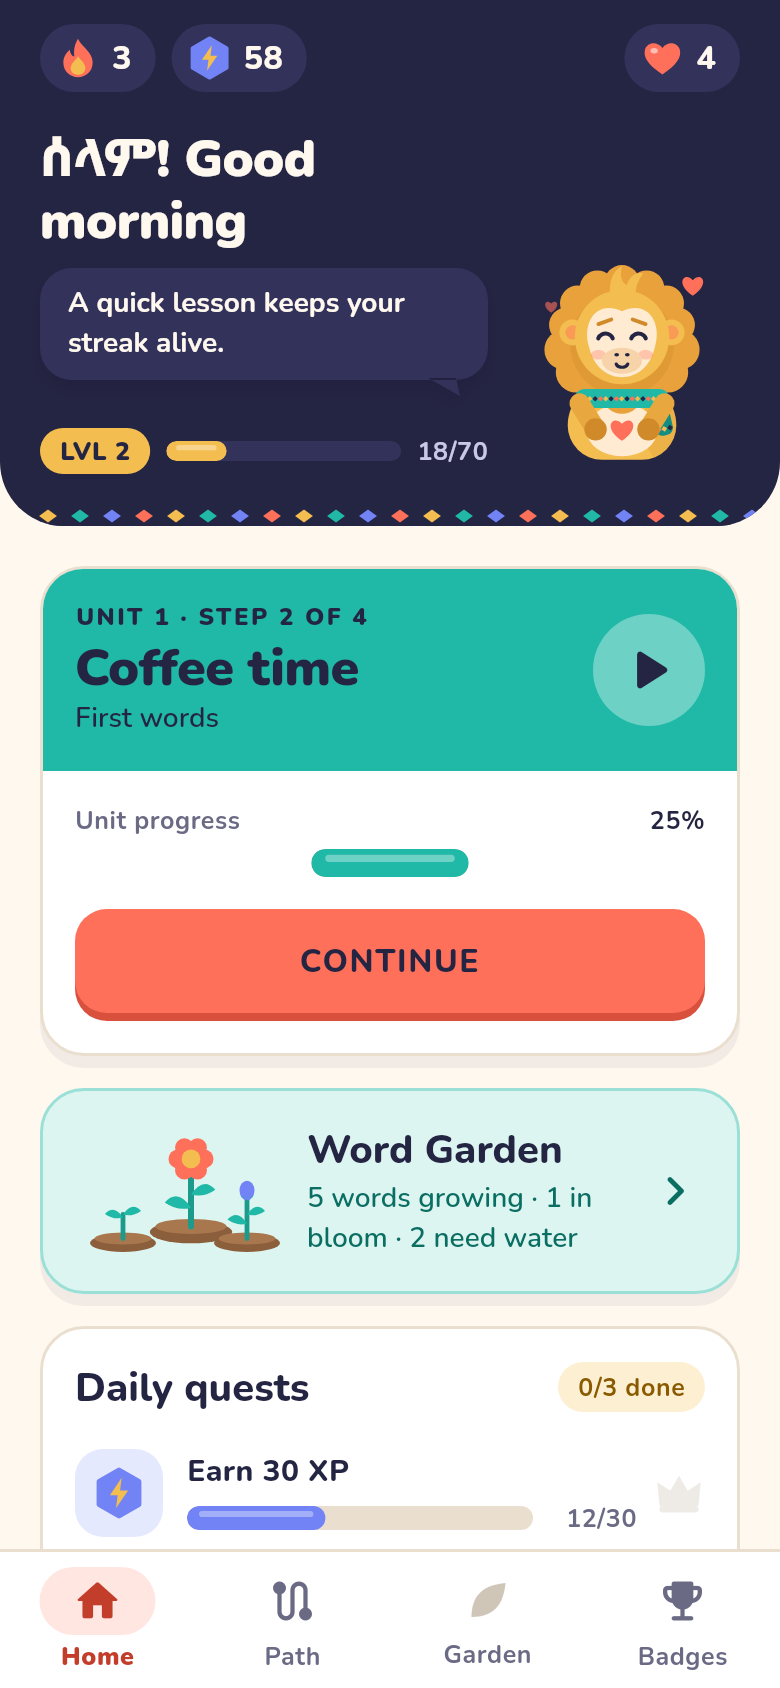 3
58
4
ሰላም! Good
morning
A quick lesson keeps your
streak alive.
LVL 2
18/70
UNIT 1 · STEP 2 OF 4
Coffee time
First words
Unit progress
25%
CONTINUE
Word Garden
5 words growing · 1 in
bloom · 2 need water
Daily quests
0/3 done
Earn 30 XP
12/30
Home
Path
Garden
Badges